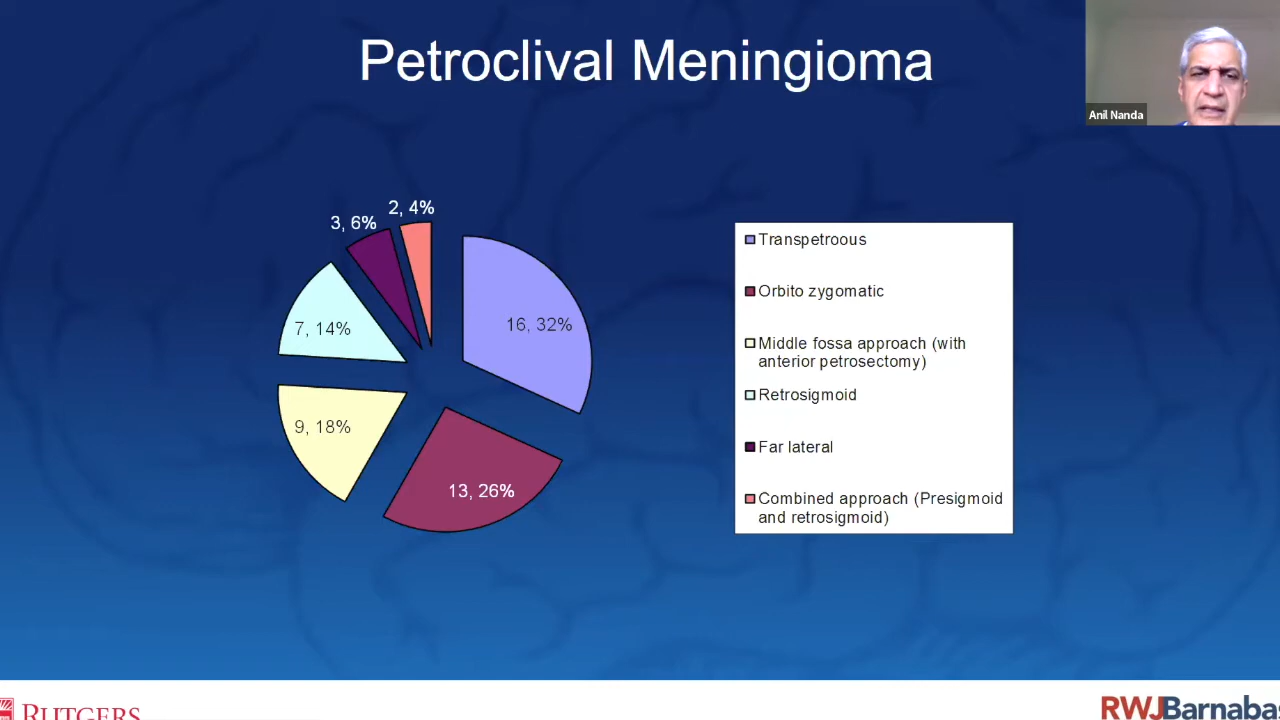 Petroclival Meningioma
Anil Nanda
2, 4%
3, 6%
16, 32%
7, 14%
9, 18%
13, 26%
Transpetroous
Orbito zygomatic
Middle fossa approach (with
anterior petrosectomy)
Retrosigmoid
Far lateral
Combined approach (Presigmoid
and retrosigmoid)
RUTGERS
RWJBarnabas